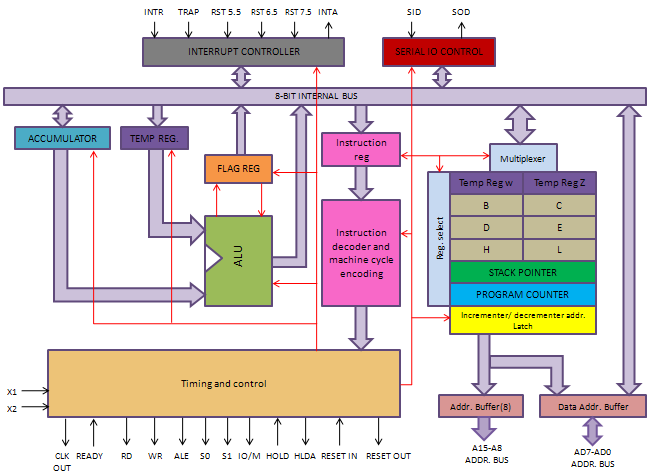 INTR
TRAP
RST 5.5
RST 6.5
RST 7.5
INTA
SID
SOD
INTERRUPT CONTROLLER
SERIAL IO CONTROL
8-BIT INTERNAL BUS
ACCUMULATOR
TEMP REG.
Instruction
reg
Multiplexer
FLAG REG
Temp Reg w
Temp Reg Z
B
C
D
E
H
L
Reg. select
ALU
Instruction
decoder and
machine cycle
encoding
STACK POINTER
PROGRAM COUNTER
Incrementer/ decrementer addr.
Latch
Timing and control
X1
X2
Addr. Buffer(8)
Data Addr. Buffer
CLK
OUT
READY
RD
WR
ALE
S0
S1
IO/M
HOLD
HLDA
RESET IN
RESET OUT
A15-A8
ADDR. BUS
AD7-AD0
ADDR. BUS